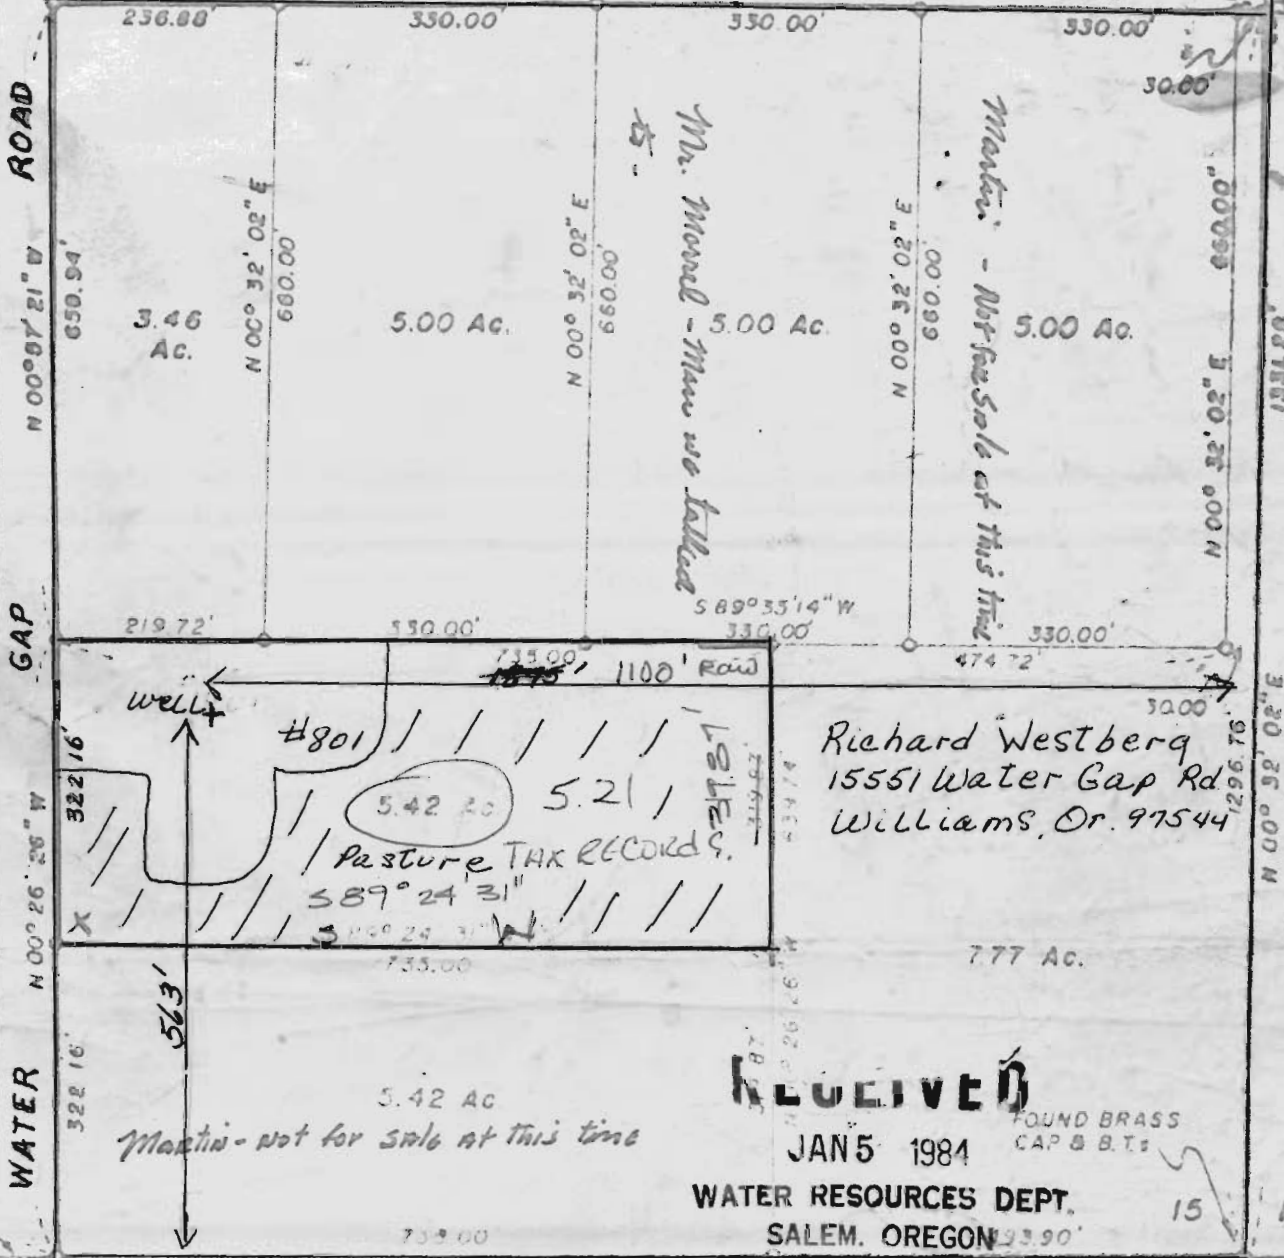 236.88'
330.00'
330.00'
330.00'
30.00'
WATER GAP ROAD
N 00° 07' 21" W
650.94'
3.46
Ac.
N 00° 32' 02" E
660.00'
5.00 Ac.
N 00° 32' 02" E
660.00'
Mr. Morrel - Man we talked
to -
5.00 Ac.
N 00° 32' 02" E
660.00'
Martin - Not for Sale at this time
5.00 Ac.
N 00° 32' 02" E 660.00'
219.72'
330.00'
S 89° 35' 14" W
330.00'
330.00'
735.00
1100' Row
474.72'
30.00'
Well +
#801
322.16'
N 00° 26' 26" W
5.42 Ac
5.21
Pasture TAX RECORDS.
S 89° 24' 31"
S 89° 24' 31" W
735.00
X
Richard Westberg
15551 Water Gap Rd.
Williams, Or. 97544
1296.76'
N 00° 32' 02" E
7.77 Ac.
563'
322.16'
5.42 AC
Martin - Not for Sale At this time
RECEIVED
JAN 5 1984
WATER RESOURCES DEPT.
SALEM. OREGON
FOUND BRASS
CAP & B.T.s
15